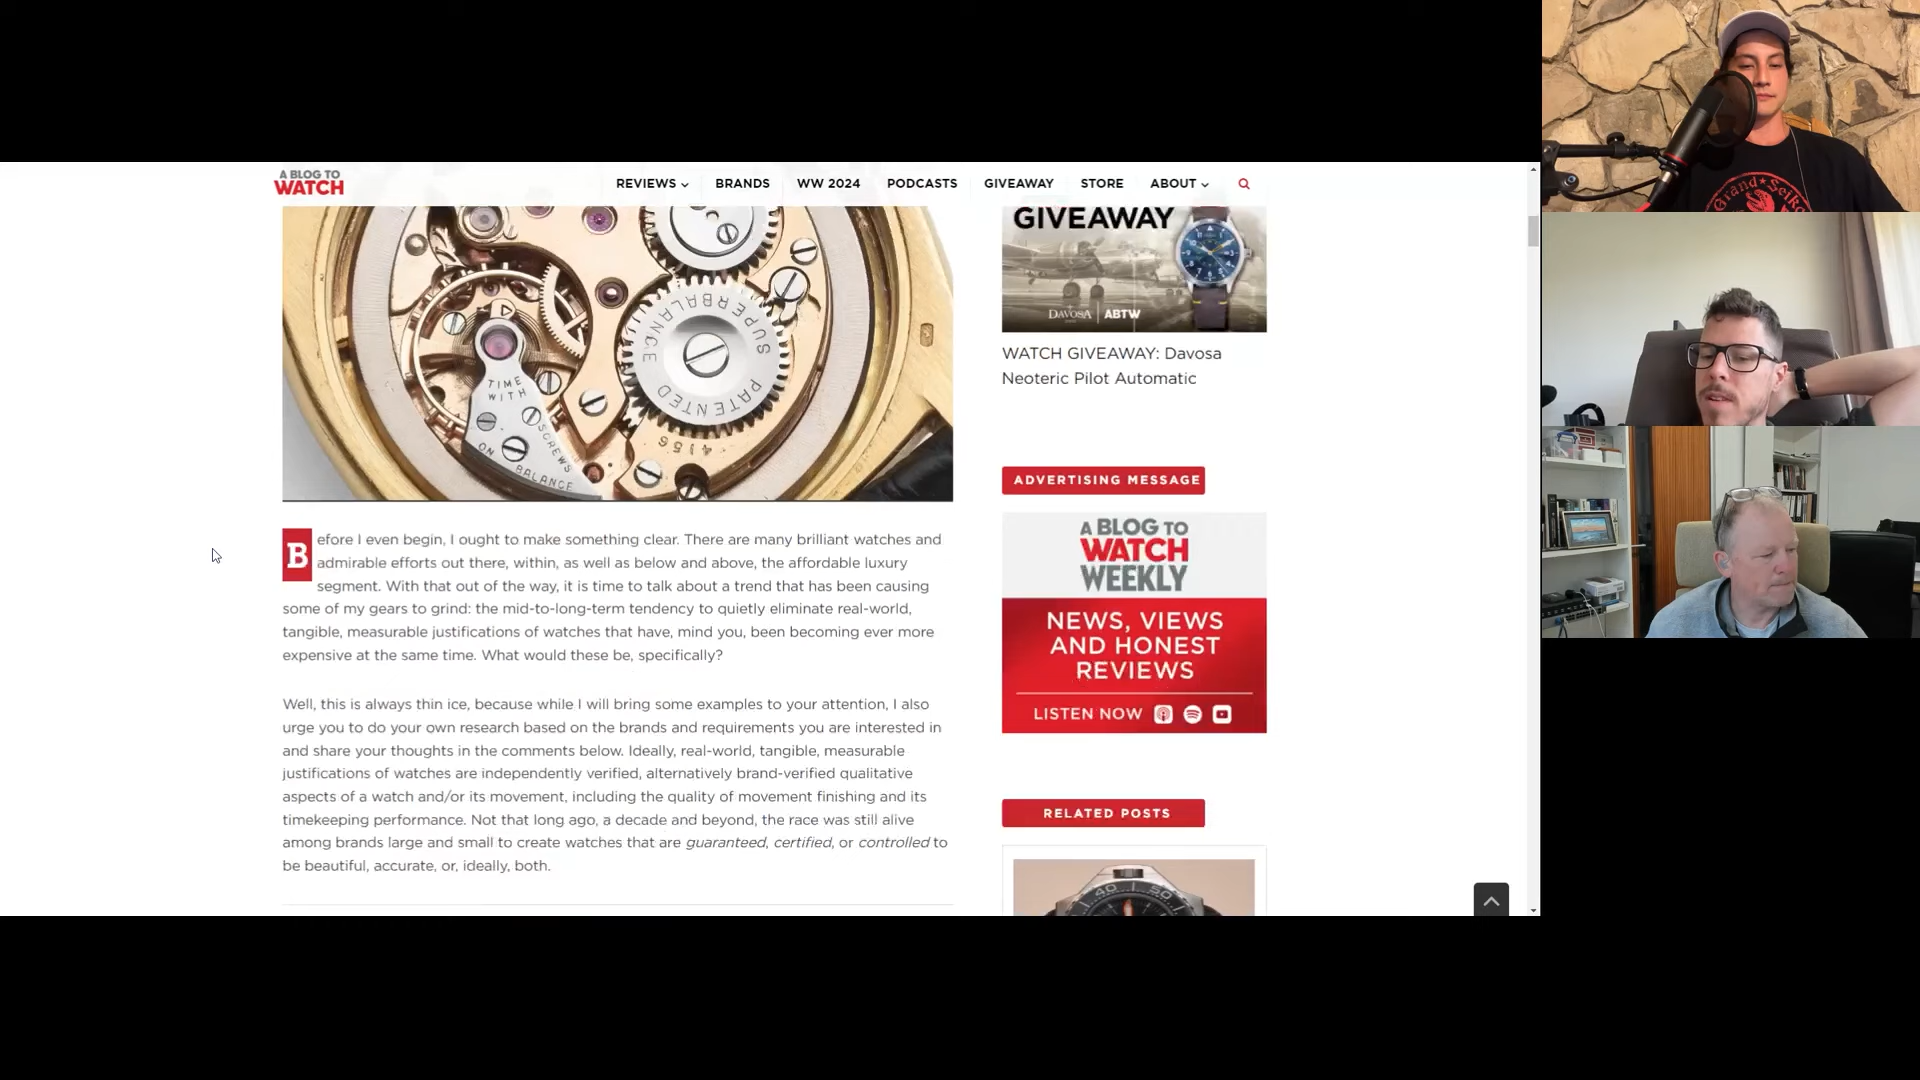 A BLOG TO
WATCH
REVIEWS
BRANDS
WW 2024
PODCASTS
GIVEAWAY
STORE
ABOUT
SUPERBALANCE
PATENTED
4156
TIME
WITH
SCREWS
ON
BALANCE
Before I even begin, I ought to make something clear. There are many brilliant watches and
admirable efforts out there, within, as well as below and above, the affordable luxury
segment. With that out of the way, it is time to talk about a trend that has been causing
some of my gears to grind: the mid-to-long-term tendency to quietly eliminate real-world,
tangible, measurable justifications of watches that have, mind you, been becoming ever more
expensive at the same time. What would these be, specifically?
Well, this is always thin ice, because while I will bring some examples to your attention, I also
urge you to do your own research based on the brands and requirements you are interested in
and share your thoughts in the comments below. Ideally, real-world, tangible, measurable
justifications of watches are independently verified, alternatively brand-verified qualitative
aspects of a watch and/or its movement, including the quality of movement finishing and its
timekeeping performance. Not that long ago, a decade and beyond, the race was still alive
among brands large and small to create watches that are guaranteed, certified, or controlled to
be beautiful, accurate, or, ideally, both.
GIVEAWAY
DAVOSA | ABTW
WATCH GIVEAWAY: Davosa
Neoteric Pilot Automatic
ADVERTISING MESSAGE
A BLOG TO
WATCH
WEEKLY
NEWS, VIEWS
AND HONEST
REVIEWS
LISTEN NOW
RELATED POSTS
40 50
Grand Seiko